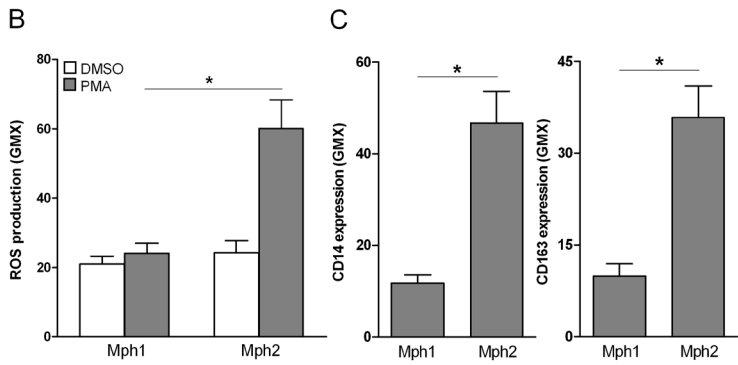 B
ROS production (GMX)
80
60
40
20
0
DMSO
PMA
*
Mph1 Mph2
C
CD14 expression (GMX)
60
40
20
0
*
Mph1 Mph2
CD163 expression (GMX)
45
30
15
0
*
Mph1 Mph2